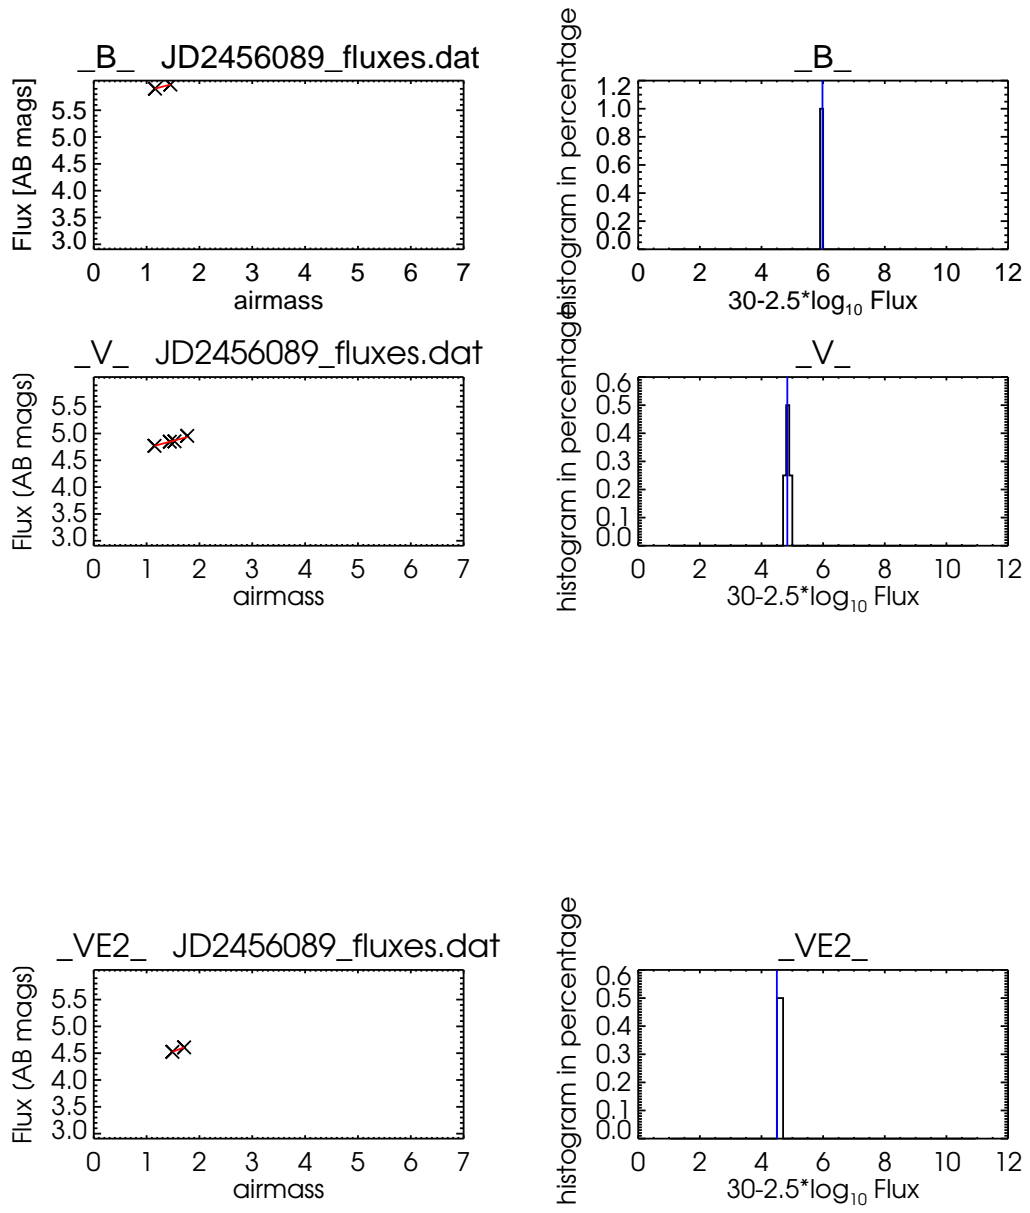 _B_ JD2456089_fluxes.dat
Flux [AB mags]
5.5
5.0
4.5
4.0
3.5
3.0
0 1 2 3 4 5 6 7
airmass
_B_
histogram in percentage
1.2
1.0
0.8
0.6
0.4
0.2
0.0
0 2 4 6 8 10 12
30-2.5*log10 Flux
_V_ JD2456089_fluxes.dat
Flux (AB mags)
5.5
5.0
4.5
4.0
3.5
3.0
0 1 2 3 4 5 6 7
airmass
_V_
histogram in percentage
0.6
0.5
0.4
0.3
0.2
0.1
0.0
0 2 4 6 8 10 12
30-2.5*log10 Flux
_VE2_ JD2456089_fluxes.dat
Flux (AB mags)
5.5
5.0
4.5
4.0
3.5
3.0
0 1 2 3 4 5 6 7
airmass
_VE2_
histogram in percentage
0.6
0.5
0.4
0.3
0.2
0.1
0.0
0 2 4 6 8 10 12
30-2.5*log10 Flux